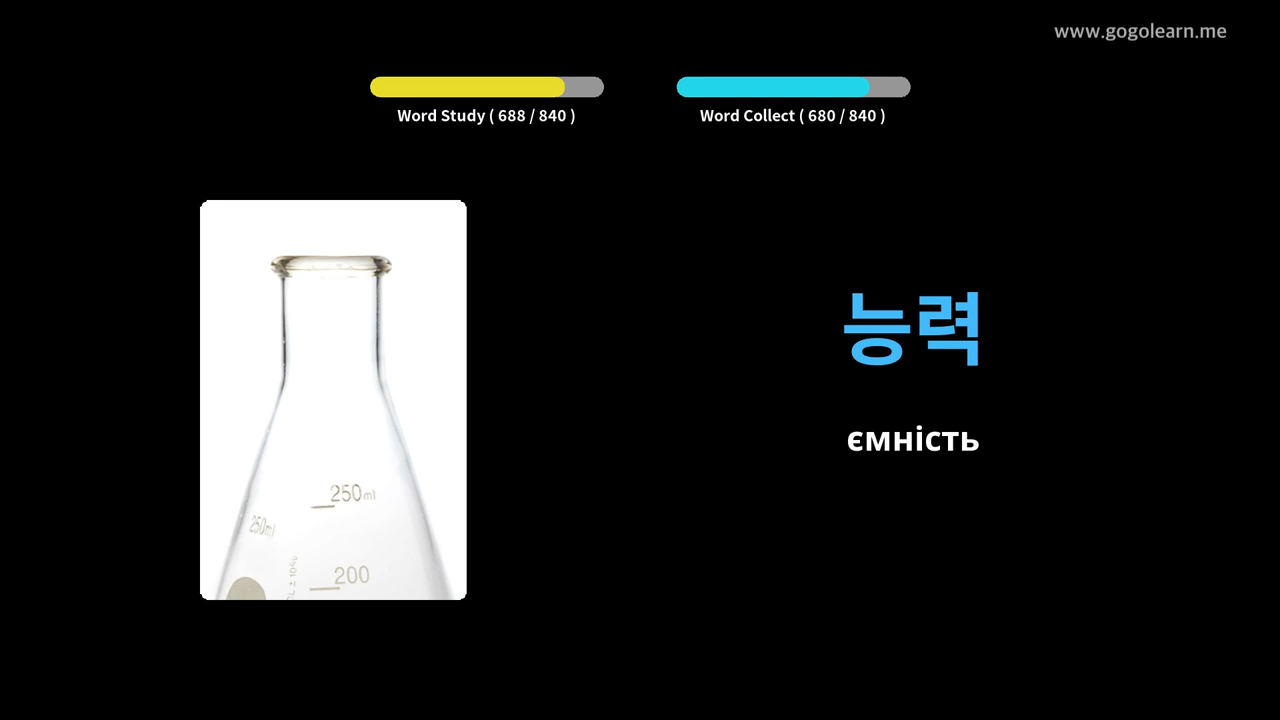 www.gogolearn.me
Word Study ( 688 / 840 )
Word Collect ( 680 / 840 )
능력
ємність
250ml
250ml
200